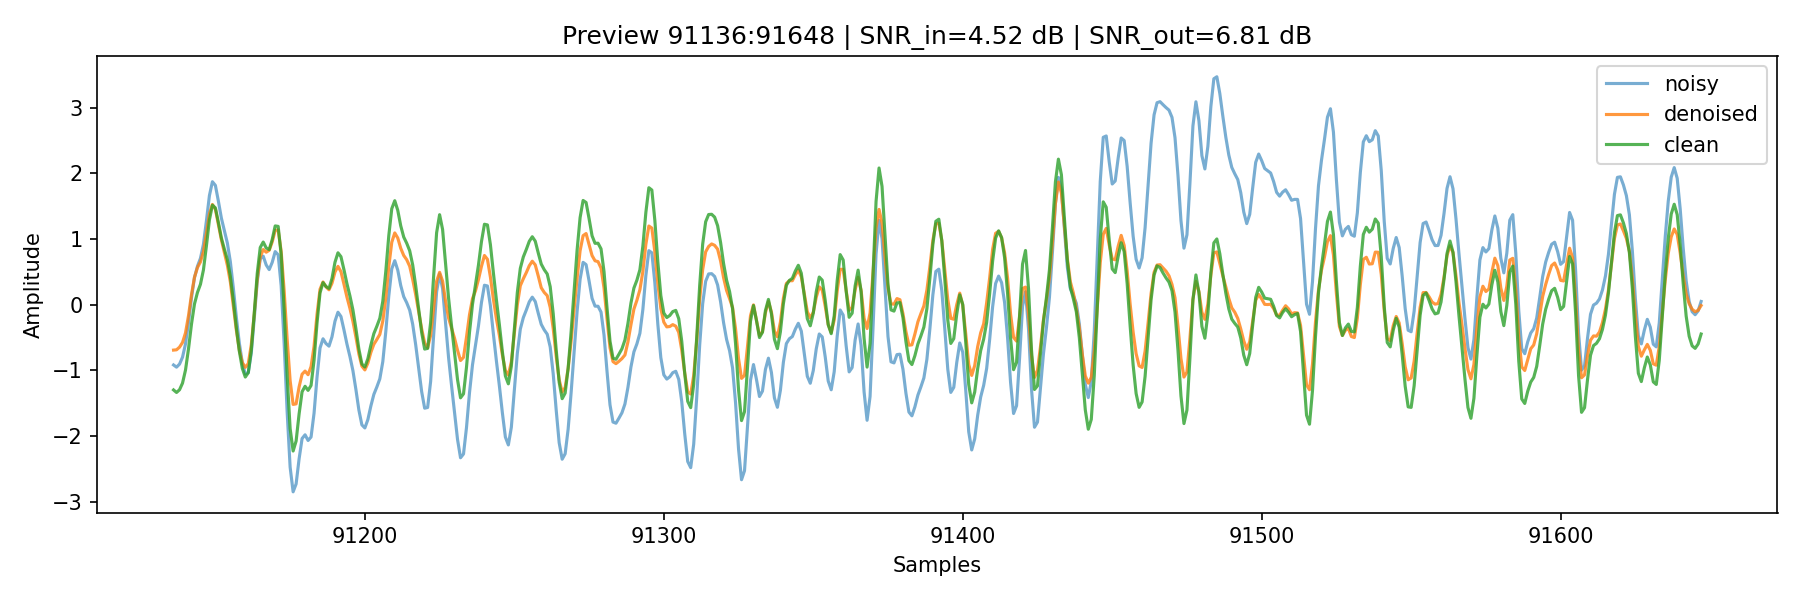 Preview 91136:91648 | SNR_in=4.52 dB | SNR_out=6.81 dB
noisy
denoised
clean
Amplitude
3
2
1
0
−1
−2
−3
91200 91300 91400 91500 91600
Samples